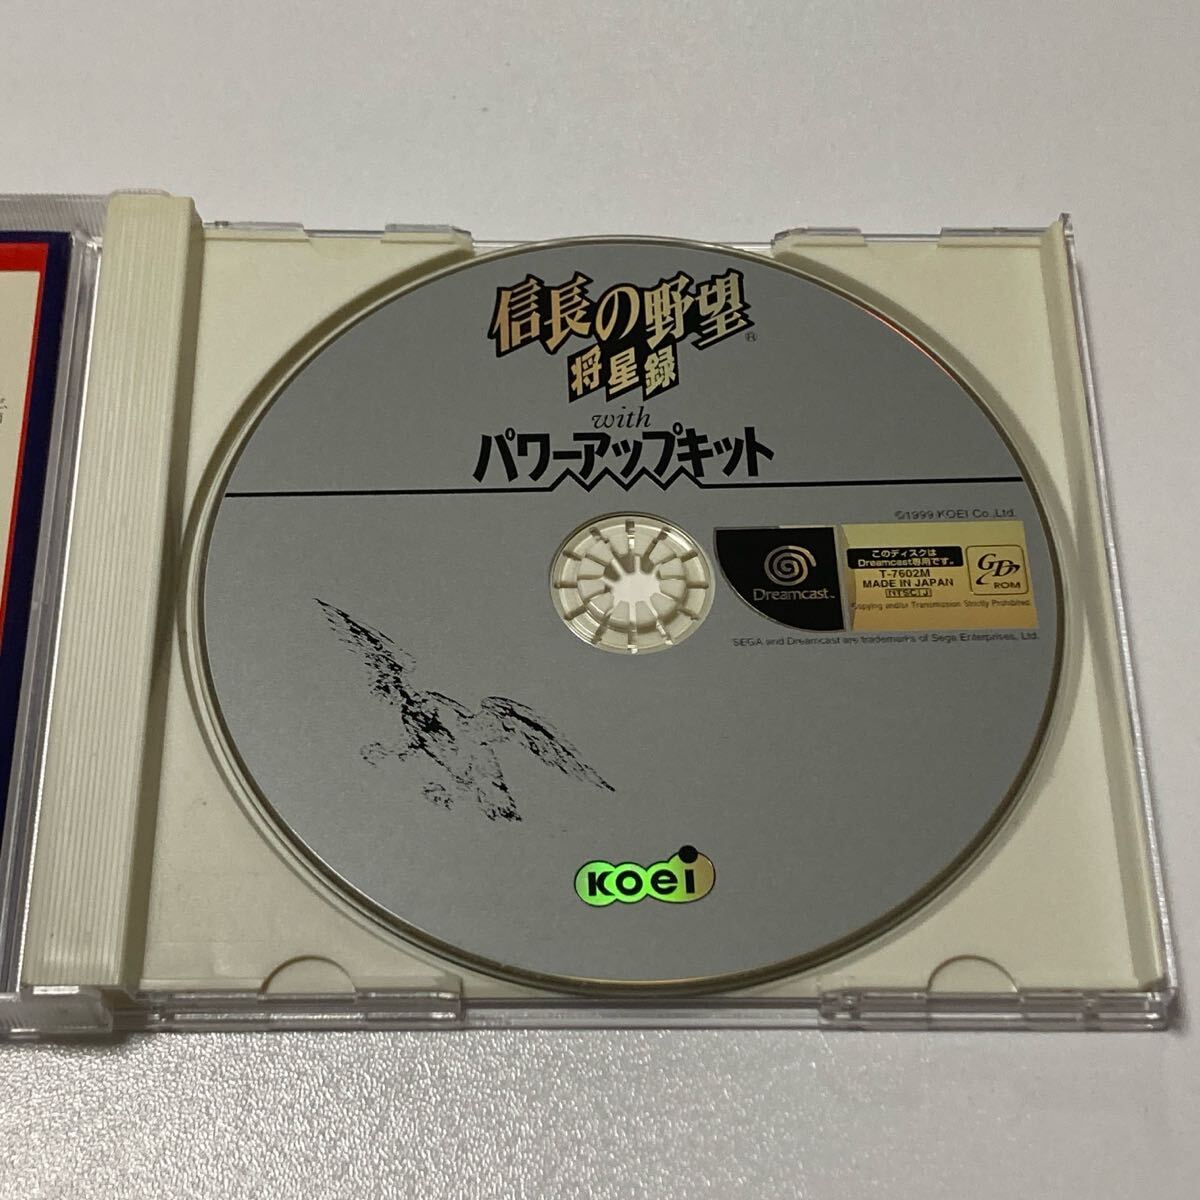 信長の野望®
将星録
with
パワーアップキット
©1999 KOEI Co.,Ltd.
Dreamcast™
このディスクは
Dreamcast専用です。
T-7602M
MADE IN JAPAN
NTSC J
GD ROM
Copying and/or Transmission Strictly Prohibited
SEGA and Dreamcast are trademarks of Sega Enterprises, Ltd.
KOEI